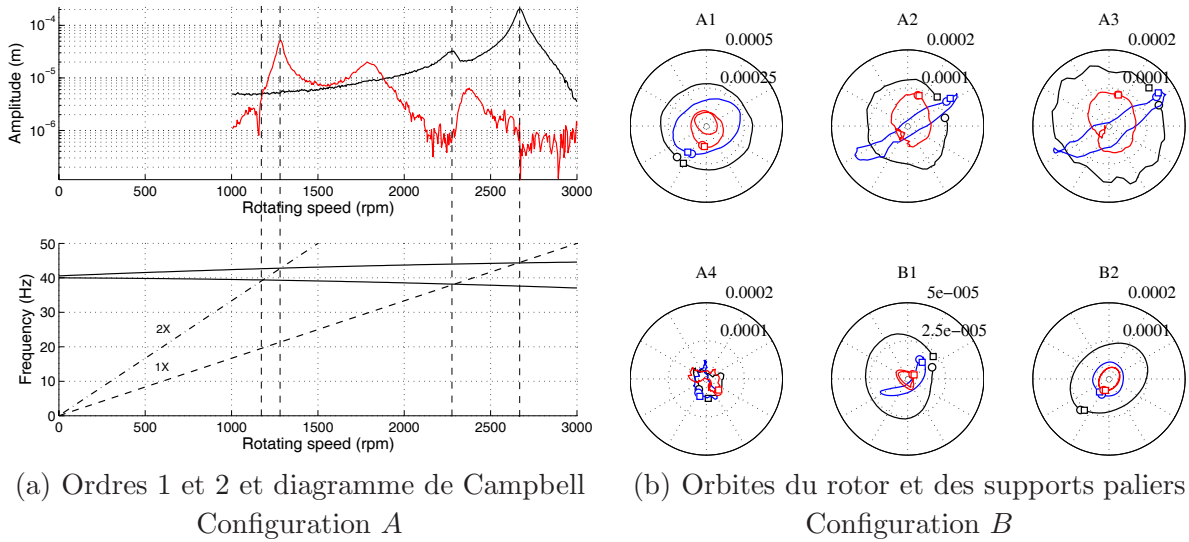 Amplitude (m)
10⁻⁴
10⁻⁵
10⁻⁶
0 500 1000 1500 2000 2500 3000
Rotating speed (rpm)
Frequency (Hz)
50
40
30
20
10
0
2X
1X
0 500 1000 1500 2000 2500 3000
Rotating speed (rpm)
(a) Ordres 1 et 2 et diagramme de Campbell
Configuration A
A1
0.0005
0.00025
A2
0.0002
0.0001
A3
0.0002
0.0001
A4
0.0002
0.0001
B1
5e−005
2.5e−005
B2
0.0002
0.0001
(b) Orbites du rotor et des supports paliers
Configuration B